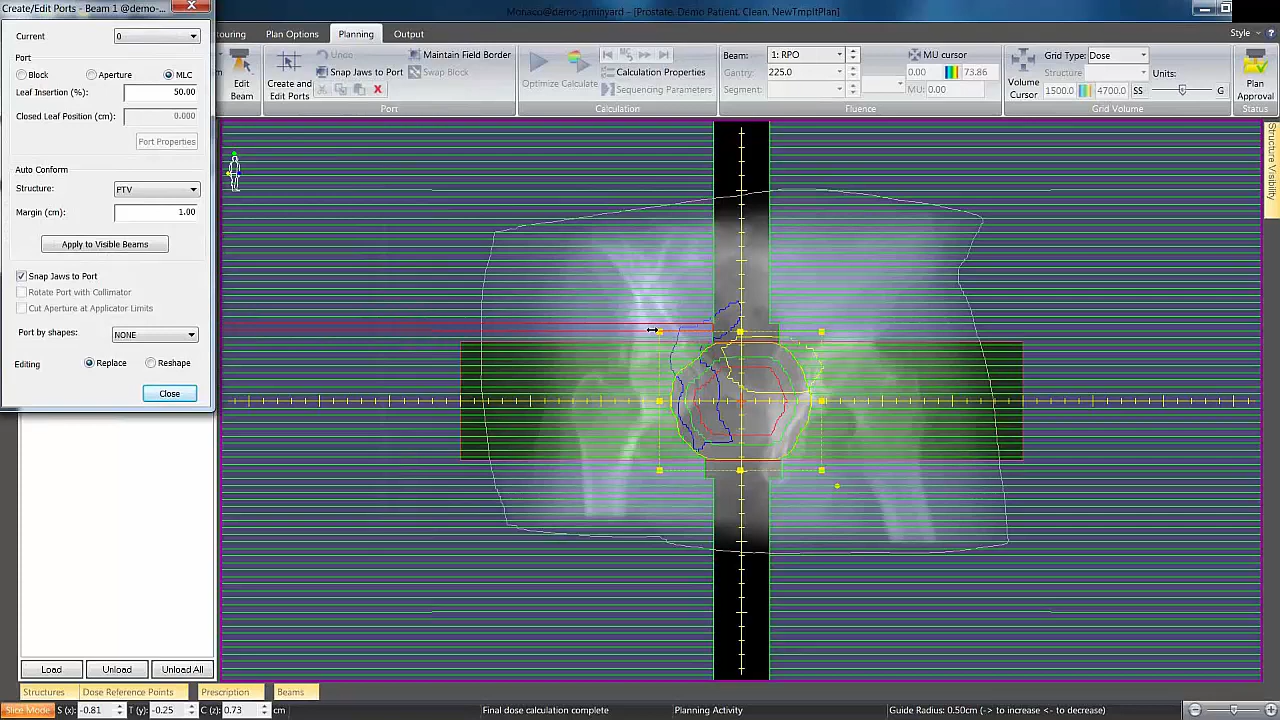 Create/Edit Ports - Beam 1 @demo-...
Monaco@demo-pminyard - [Prostate, Demo Patient, Clean, NewTmpltPlan]
Current
0
Port
Block
Aperture
MLC
Leaf Insertion (%):
50.00
Closed Leaf Position (cm):
0.000
Port Properties
Auto Conform
Structure:
PTV
Margin (cm):
1.00
Apply to Visible Beams
Snap Jaws to Port
Rotate Port with Collimator
Cut Aperture at Applicator Limits
Port by shapes:
NONE
Editing
Replace
Reshape
Close
touring
Plan Options
Planning
Output
Style
Edit
Beam
Create and
Edit Ports
Undo
Maintain Field Border
Snap Jaws to Port
Swap Block
Port
Optimize
Calculate
Calculation Properties
Sequencing Parameters
Calculation
Beam:
1: RPO
Gantry:
225.0
Segment:
MU cursor
0.00
73.86
MU:
0.00
Fluence
Volume
Cursor
Grid Type:
Dose
Structure:
Units:
1500.0
4700.0
SS
G
Grid Volume
Plan
Approval
Status
Structure Visibility
Load
Unload
Unload All
Structures
Dose Reference Points
Prescription
Beams
Slice Mode
S (x):
-0.81
T (y):
-0.25
C (z):
0.73
cm
Final dose calculation complete
Planning Activity
Guide Radius: 0.50cm (-> to increase <- to decrease)